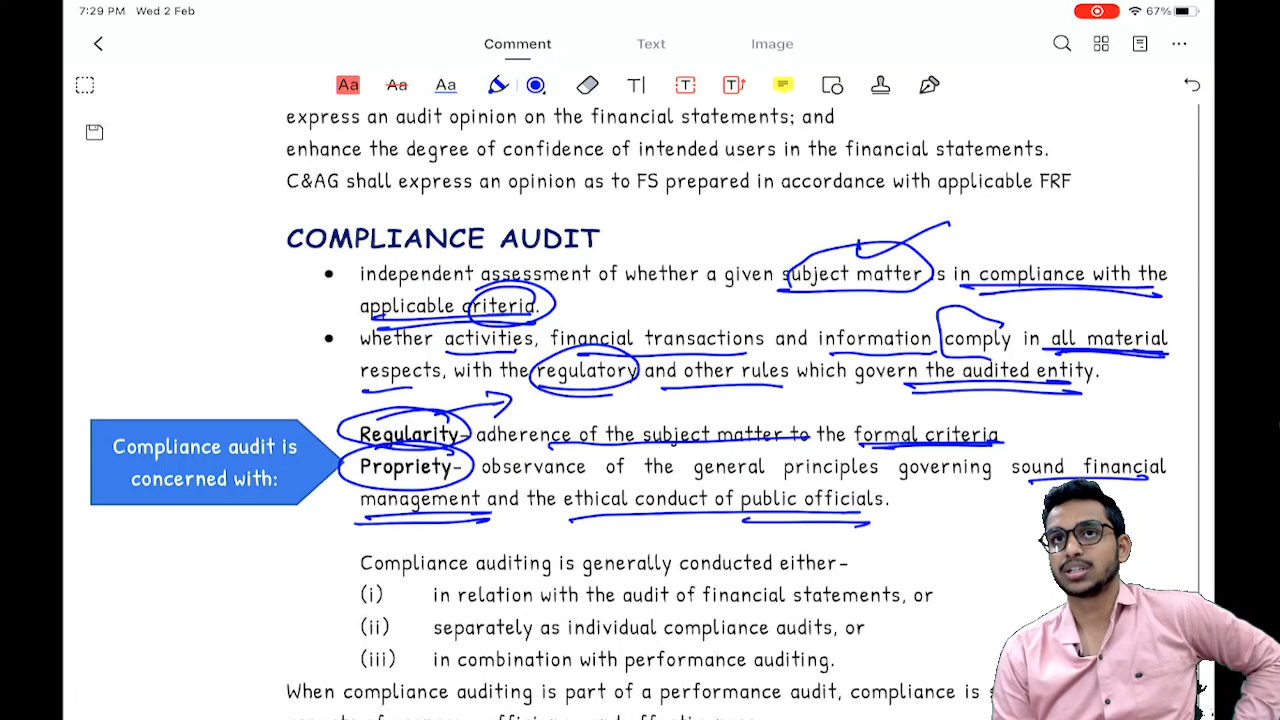 7:29 PM Wed 2 Feb
67%
Comment Text Image
Aa Aa Aa T T T
express an audit opinion on the financial statements; and
enhance the degree of confidence of intended users in the financial statements.
C&AG shall express an opinion as to FS prepared in accordance with applicable FRF
COMPLIANCE AUDIT
• independent assessment of whether a given subject matter is in compliance with the
applicable criteria.
• whether activities, financial transactions and information comply in all material
respects, with the regulatory and other rules which govern the audited entity.
Compliance audit is
concerned with:
Regularity- adherence of the subject matter to the formal criteria
Propriety- observance of the general principles governing sound financial
management and the ethical conduct of public officials.
Compliance auditing is generally conducted either-
(i) in relation with the audit of financial statements, or
(ii) separately as individual compliance audits, or
(iii) in combination with performance auditing.
When compliance auditing is part of a performance audit, compliance is